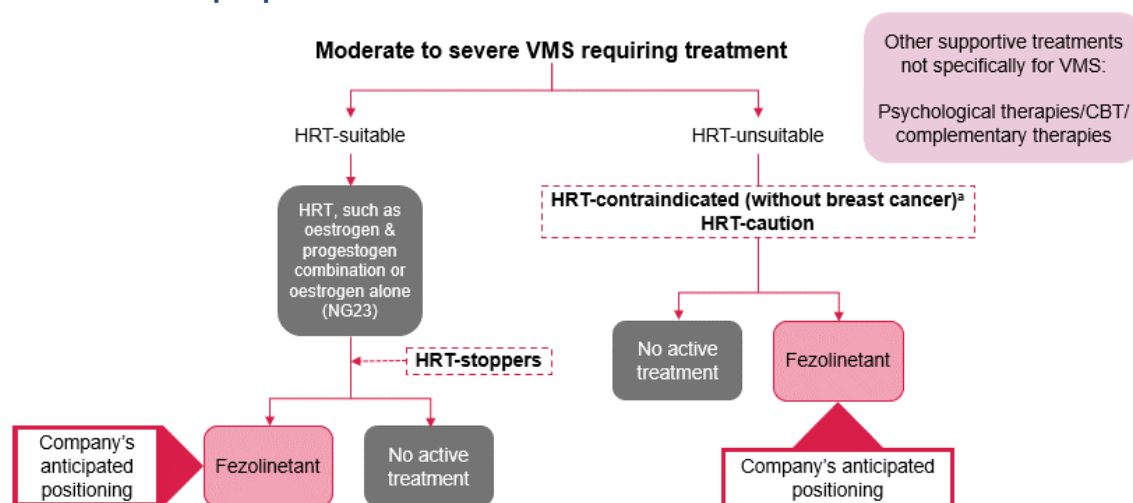 Moderate to severe VMS requiring treatment
Other supportive treatments
not specifically for VMS:
Psychological therapies/CBT/
complementary therapies
HRT-suitable
HRT-unsuitable
HRT, such as
oestrogen &
progestogen
combination or
oestrogen alone
(NG23)
HRT-contraindicated (without breast cancer)ᵃ
HRT-caution
HRT-stoppers
No active
treatment
Fezolinetant
Company's
anticipated
positioning
Fezolinetant
No active
treatment
Company's anticipated
positioning